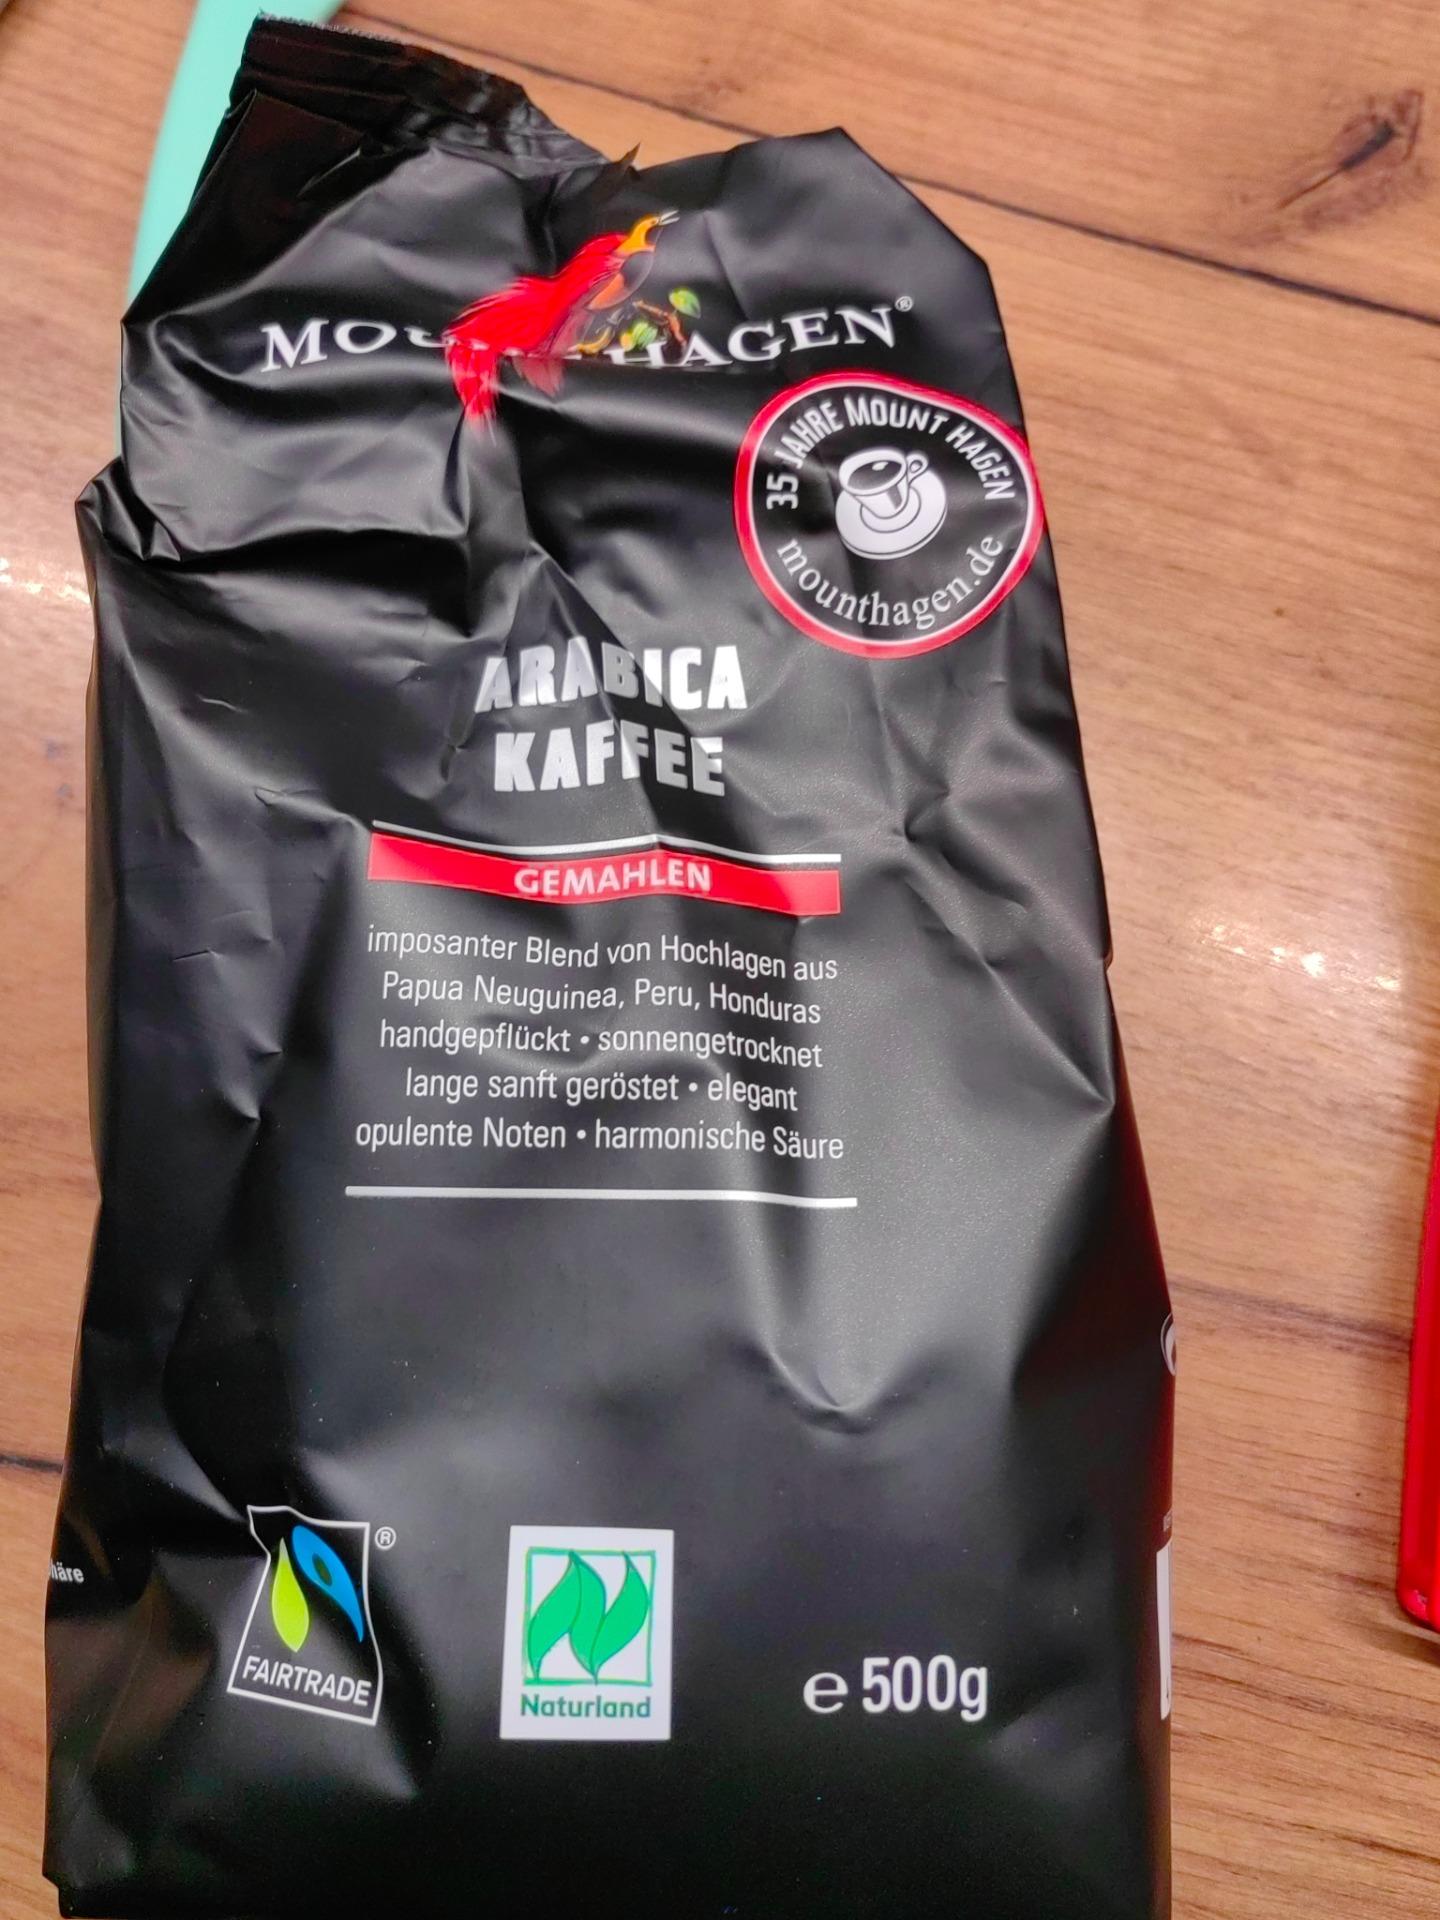 MOUNT HAGEN®
35 JAHRE MOUNT HAGEN
mounthagen.de
ARABICA
KAFFEE
GEMAHLEN
imposanter Blend von Hochlagen aus
Papua Neuguinea, Peru, Honduras
handgepflückt • sonnengetrocknet
lange sanft geröstet • elegant
opulente Noten • harmonische Säure
®
FAIRTRADE
Naturland
e 500g